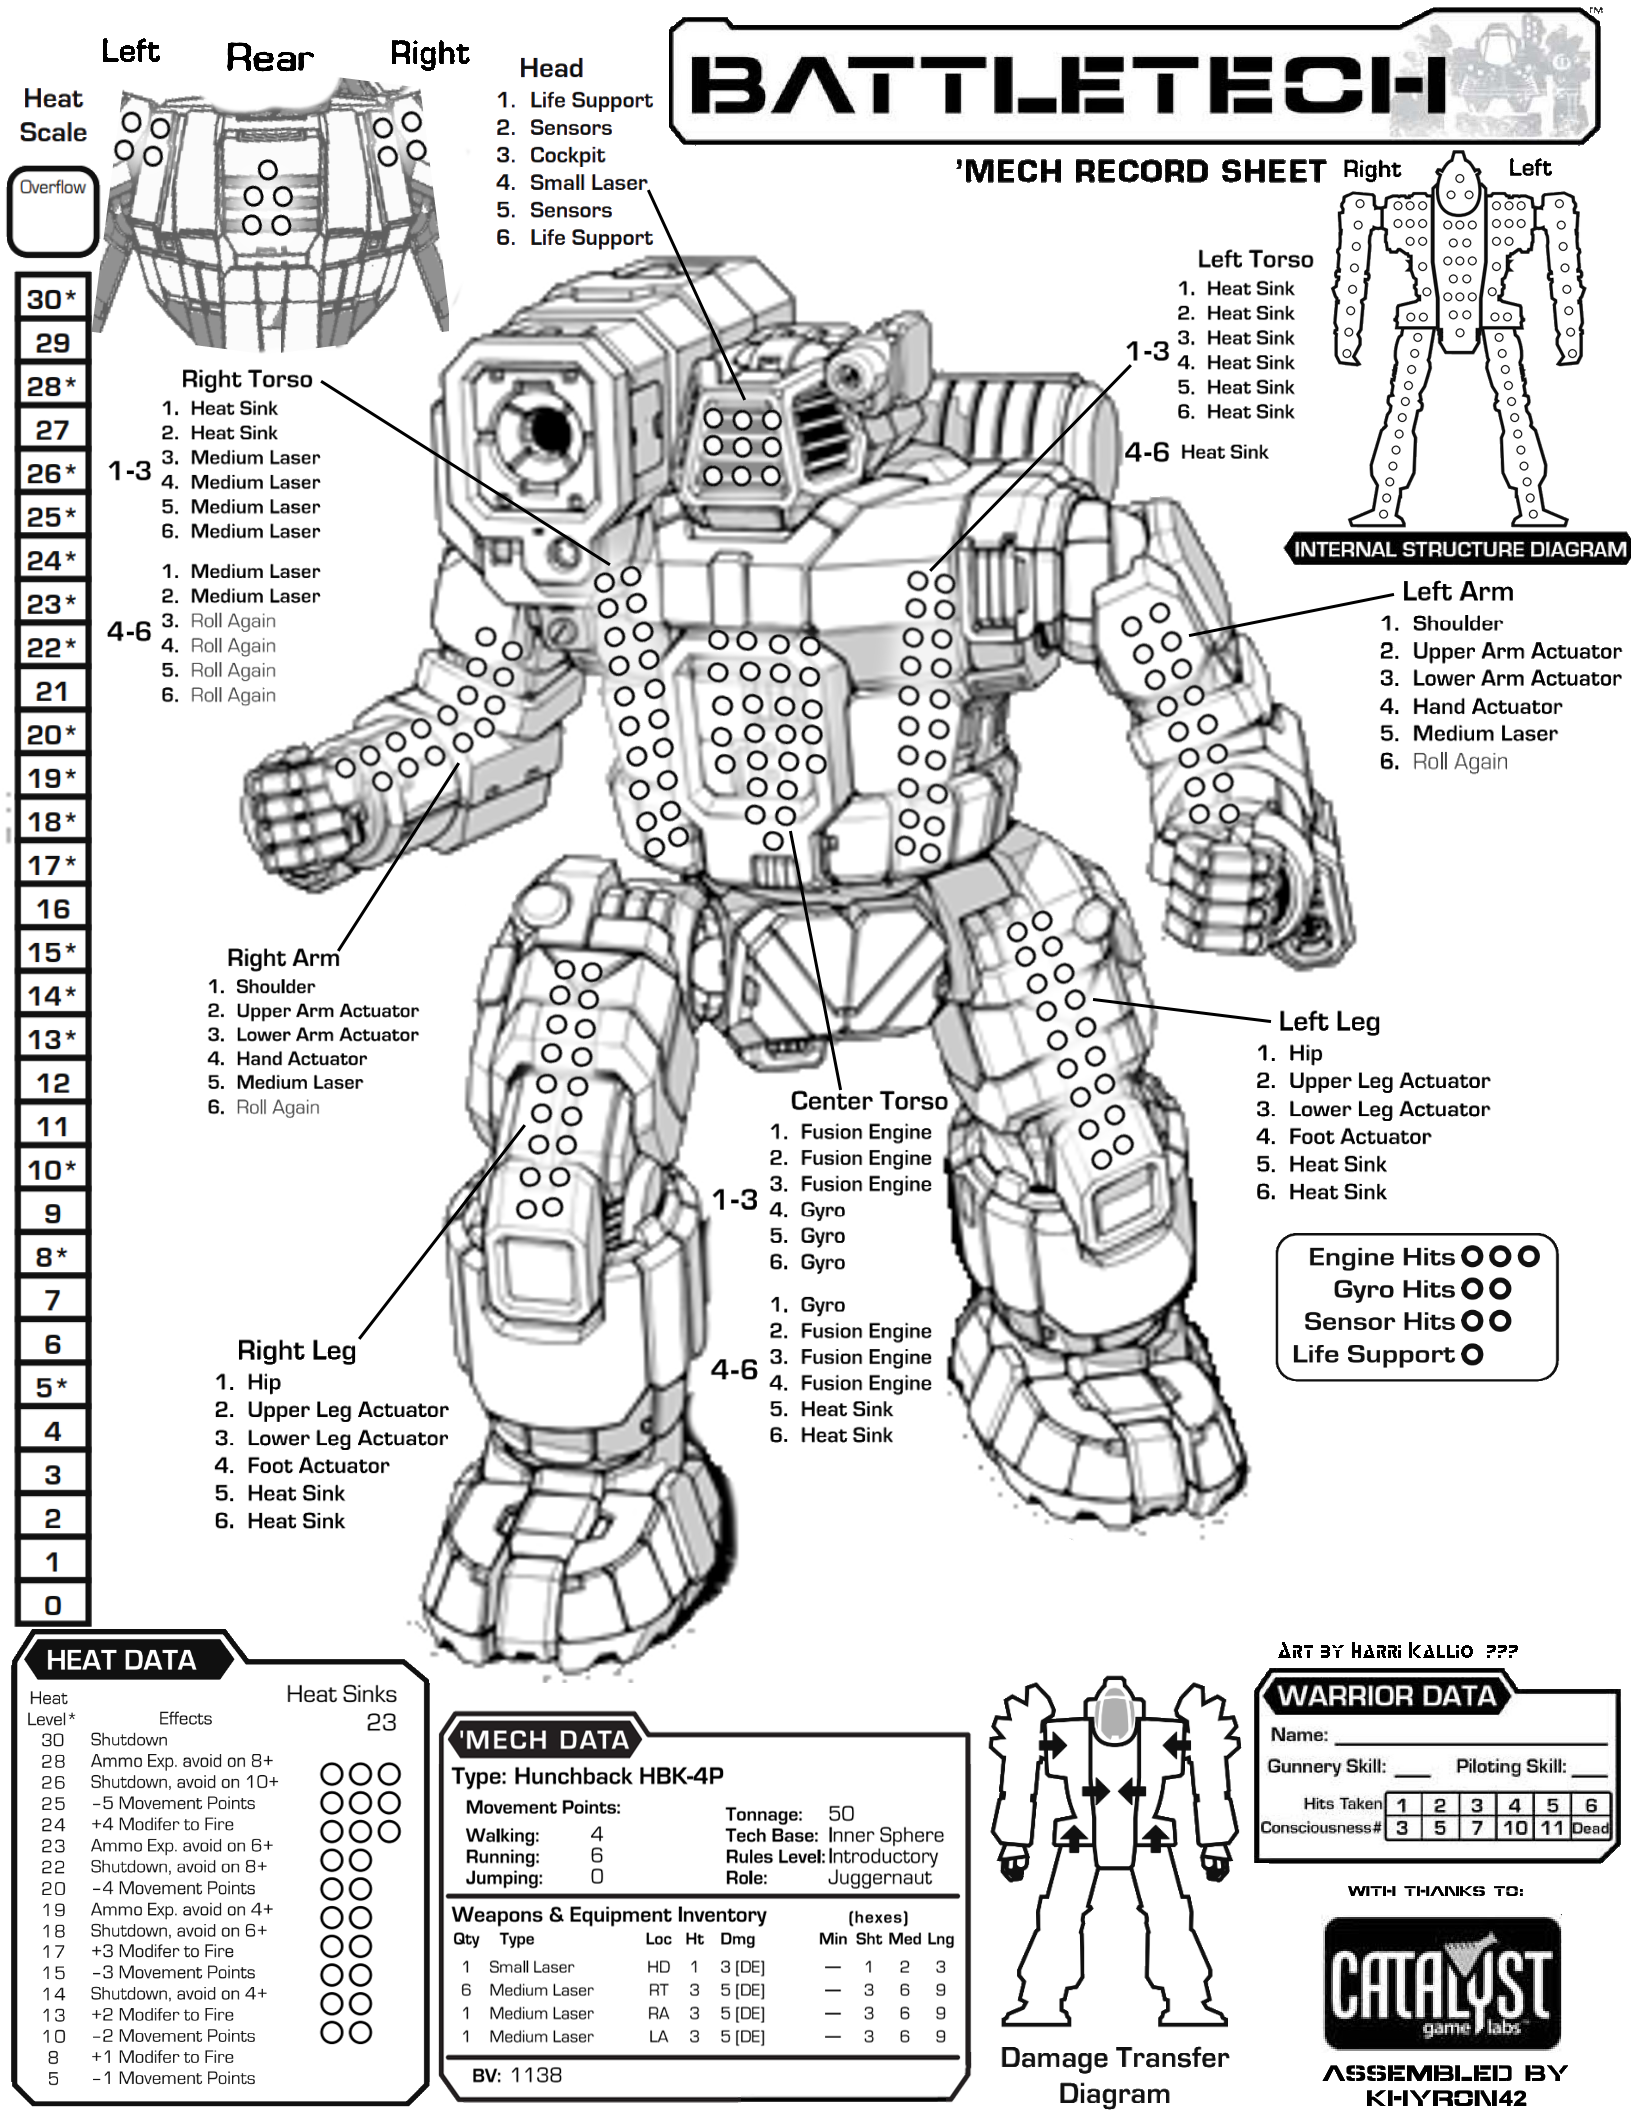 Left Rear Right
Heat
Scale
Overflow
30*
29
28*
27
26*
25*
24*
23*
22*
21
20*
19*
18*
17*
16
15*
14*
13*
12
11
10*
9
8*
7
6
5*
4
3
2
1
0
Head
1. Life Support
2. Sensors
3. Cockpit
4. Small Laser
5. Sensors
6. Life Support
BATTLETECH
TM
'MECH RECORD SHEET
Right Left
INTERNAL STRUCTURE DIAGRAM
Left Torso
1-3
1. Heat Sink
2. Heat Sink
3. Heat Sink
4. Heat Sink
5. Heat Sink
6. Heat Sink
4-6 Heat Sink
Right Torso
1-3
1. Heat Sink
2. Heat Sink
3. Medium Laser
4. Medium Laser
5. Medium Laser
6. Medium Laser
4-6
1. Medium Laser
2. Medium Laser
3. Roll Again
4. Roll Again
5. Roll Again
6. Roll Again
Left Arm
1. Shoulder
2. Upper Arm Actuator
3. Lower Arm Actuator
4. Hand Actuator
5. Medium Laser
6. Roll Again
Right Arm
1. Shoulder
2. Upper Arm Actuator
3. Lower Arm Actuator
4. Hand Actuator
5. Medium Laser
6. Roll Again
Left Leg
1. Hip
2. Upper Leg Actuator
3. Lower Leg Actuator
4. Foot Actuator
5. Heat Sink
6. Heat Sink
Center Torso
1-3
1. Fusion Engine
2. Fusion Engine
3. Fusion Engine
4. Gyro
5. Gyro
6. Gyro
4-6
1. Gyro
2. Fusion Engine
3. Fusion Engine
4. Fusion Engine
5. Heat Sink
6. Heat Sink
Engine Hits
Gyro Hits
Sensor Hits
Life Support
Right Leg
1. Hip
2. Upper Leg Actuator
3. Lower Leg Actuator
4. Foot Actuator
5. Heat Sink
6. Heat Sink
HEAT DATA
Heat Level* Effects
Heat Sinks
23
30 Shutdown
28 Ammo Exp. avoid on 8+
26 Shutdown, avoid on 10+
25 -5 Movement Points
24 +4 Modifer to Fire
23 Ammo Exp. avoid on 6+
22 Shutdown, avoid on 8+
20 -4 Movement Points
19 Ammo Exp. avoid on 4+
18 Shutdown, avoid on 6+
17 +3 Modifer to Fire
15 -3 Movement Points
14 Shutdown, avoid on 4+
13 +2 Modifer to Fire
10 -2 Movement Points
8 +1 Modifer to Fire
5 -1 Movement Points
'MECH DATA
Type: Hunchback HBK-4P
Movement Points:
Walking: 4
Running: 6
Jumping: 0
Tonnage: 50
Tech Base: Inner Sphere
Rules Level: Introductory
Role: Juggernaut
Weapons & Equipment Inventory (hexes)
Qty Type Loc Ht Dmg Min Sht Med Lng
1 Small Laser HD 1 3 [DE] — 1 2 3
6 Medium Laser RT 3 5 [DE] — 3 6 9
1 Medium Laser RA 3 5 [DE] — 3 6 9
1 Medium Laser LA 3 5 [DE] — 3 6 9
BV: 1138
Damage Transfer
Diagram
ART BY HARRI KALLIO ???
WARRIOR DATA
Name:
Gunnery Skill: Piloting Skill:
Hits Taken 1 2 3 4 5 6
Consciousness# 3 5 7 10 11 Dead
WITH THANKS TO:
CATALYST
game labs
ASSEMBLED BY
KHYRON42